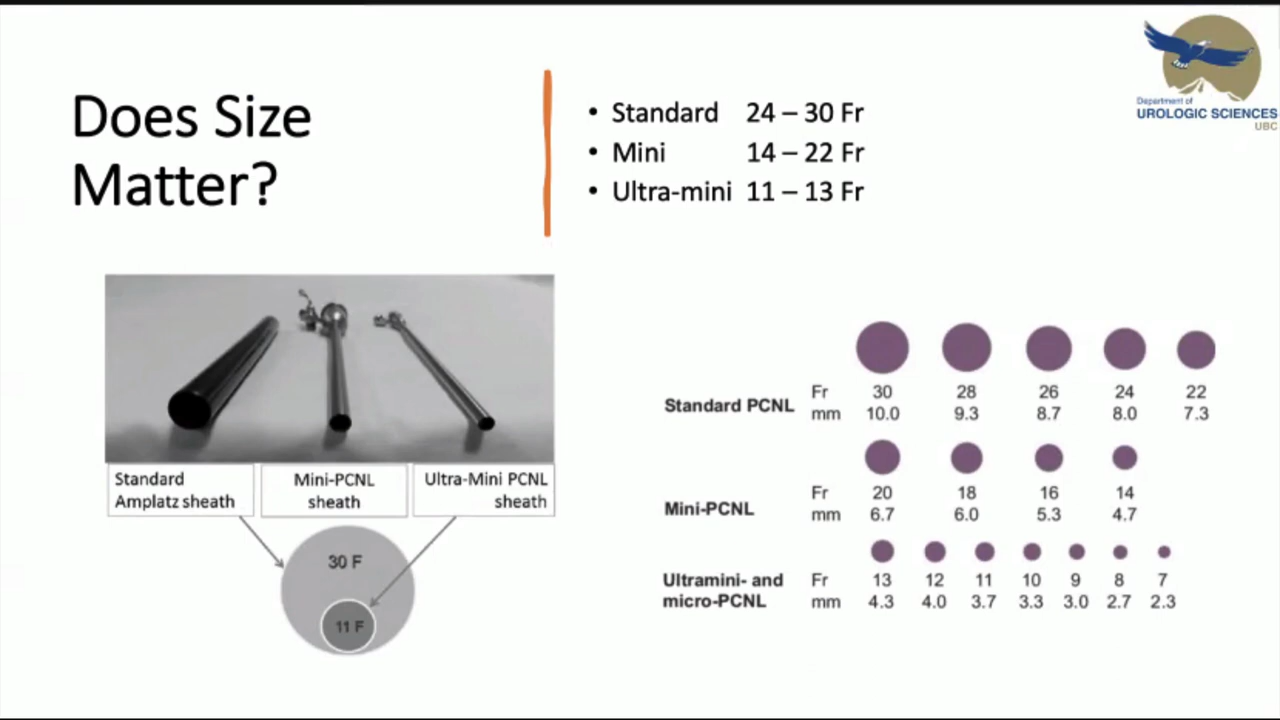 Does Size
Matter?
• Standard 24 – 30 Fr
• Mini 14 – 22 Fr
• Ultra-mini 11 – 13 Fr
Department of
UROLOGIC SCIENCES
UBC
Standard
Amplatz sheath
Mini-PCNL
sheath
Ultra-Mini PCNL
sheath
30 F
11 F
Standard PCNL
Fr 30 28 26 24 22
mm 10.0 9.3 8.7 8.0 7.3
Mini-PCNL
Fr 20 18 16 14
mm 6.7 6.0 5.3 4.7
Ultramini- and
micro-PCNL
Fr 13 12 11 10 9 8 7
mm 4.3 4.0 3.7 3.3 3.0 2.7 2.3